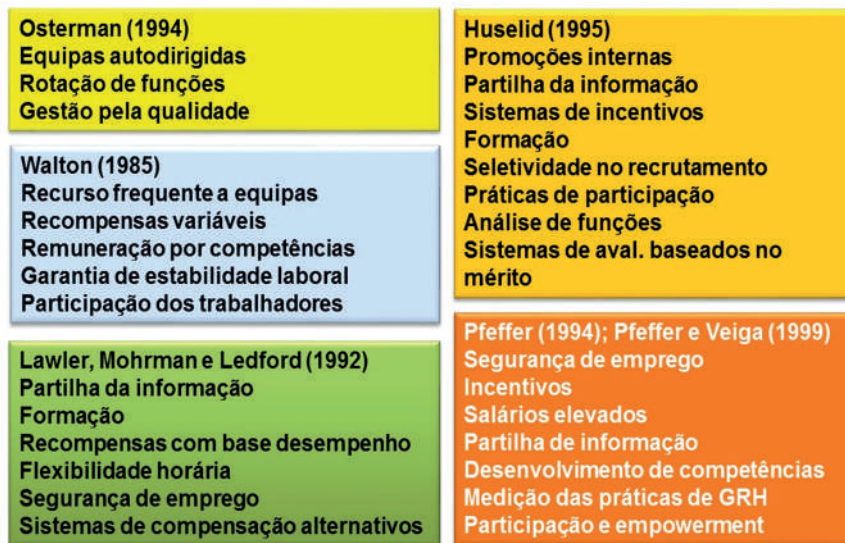 Osterman (1994)
Equipas autodirigidas
Rotação de funções
Gestão pela qualidade
Walton (1985)
Recurso frequente a equipas
Recompensas variáveis
Remuneração por competências
Garantia de estabilidade laboral
Participação dos trabalhadores
Lawler, Mohrman e Ledford (1992)
Partilha da informação
Formação
Recompensas com base desempenho
Flexibilidade horária
Segurança de emprego
Sistemas de compensação alternativos
Huselid (1995)
Promoções internas
Partilha da informação
Sistemas de incentivos
Formação
Seletividade no recrutamento
Práticas de participação
Análise de funções
Sistemas de aval. baseados no
mérito
Pfeffer (1994); Pfeffer e Veiga (1999)
Segurança de emprego
Incentivos
Salários elevados
Partilha de informação
Desenvolvimento de competências
Medição das práticas de GRH
Participação e empowerment